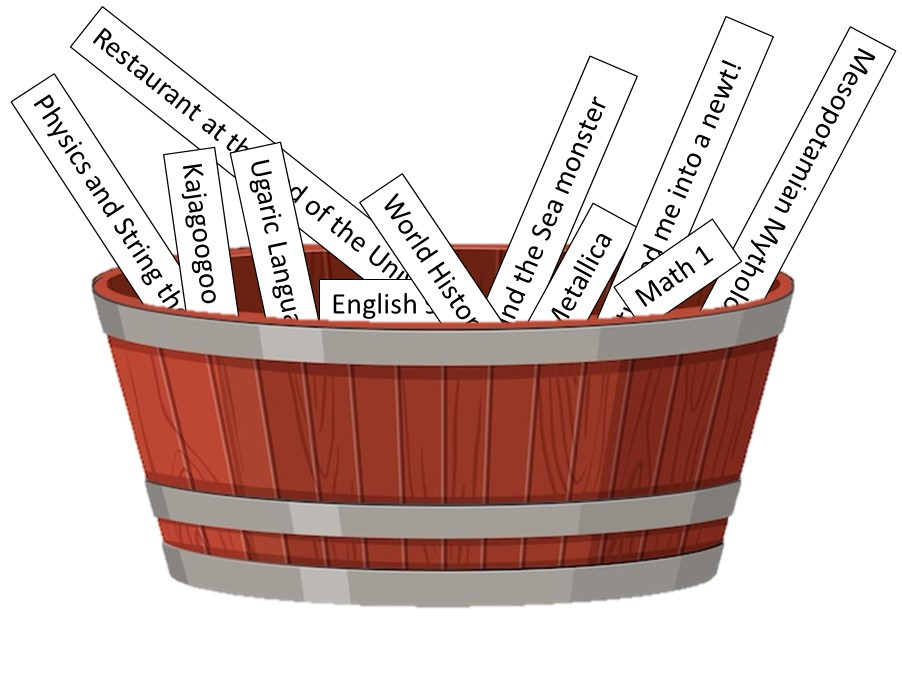 Restaurant at th d of the Uni
Physics and String th
Kajagoogoo
Ugaric Langua
English
World Histor
nd the Sea monster
Metallica
d me into a newt!
Math 1
Mesopotamian Mytholo